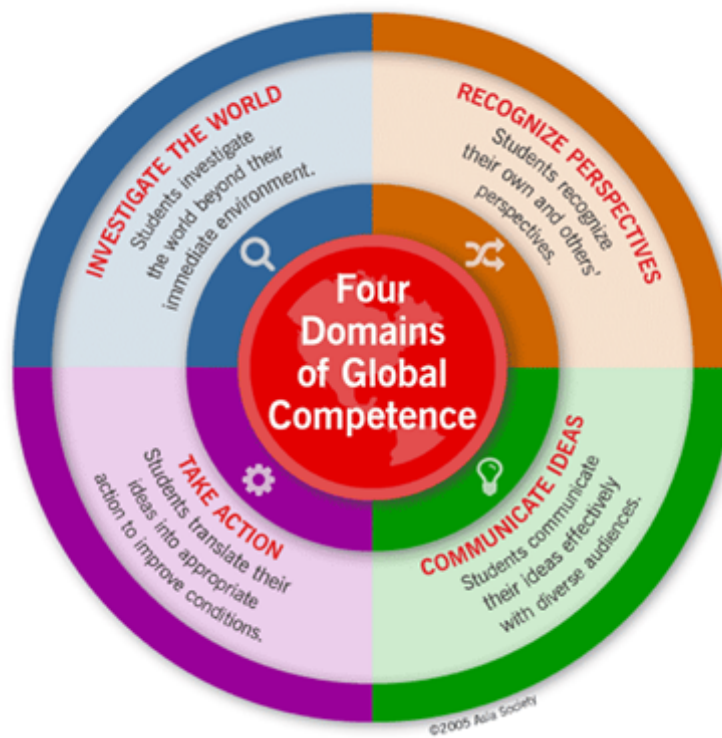 Four
Domains
of Global
Competence
INVESTIGATE THE WORLD
Students investigate
the world beyond their
immediate environment.
RECOGNIZE PERSPECTIVES
Students recognize
their own and others'
perspectives.
COMMUNICATE IDEAS
Students communicate
their ideas effectively
with diverse audiences.
TAKE ACTION
Students translate their
ideas into appropriate
action to improve conditions.
©2005 Asia Society